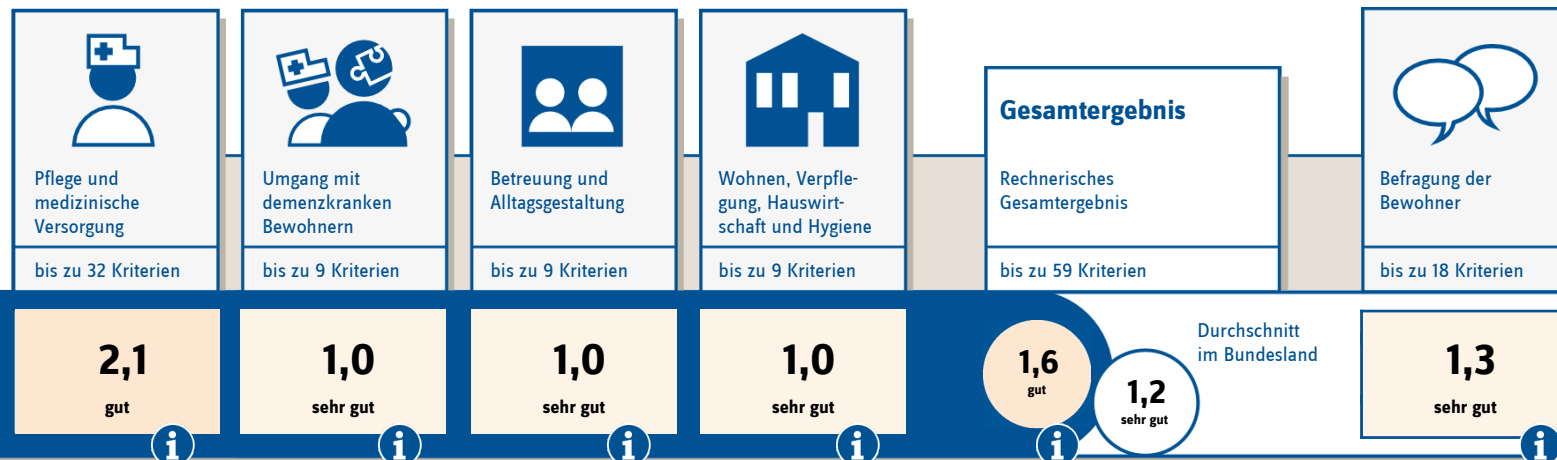 Pflege und
medizinische
Versorgung
bis zu 32 Kriterien
2,1
gut
Umgang mit
demenzkranken
Bewohnern
bis zu 9 Kriterien
1,0
sehr gut
Betreuung und
Alltagsgestaltung
bis zu 9 Kriterien
1,0
sehr gut
Wohnen, Verpfle-
gung, Hauswirt-
schaft und Hygiene
bis zu 9 Kriterien
1,0
sehr gut
Gesamtergebnis
Rechnerisches
Gesamtergebnis
bis zu 59 Kriterien
1,6
gut
Durchschnitt
im Bundesland
1,2
sehr gut
Befragung der
Bewohner
bis zu 18 Kriterien
1,3
sehr gut